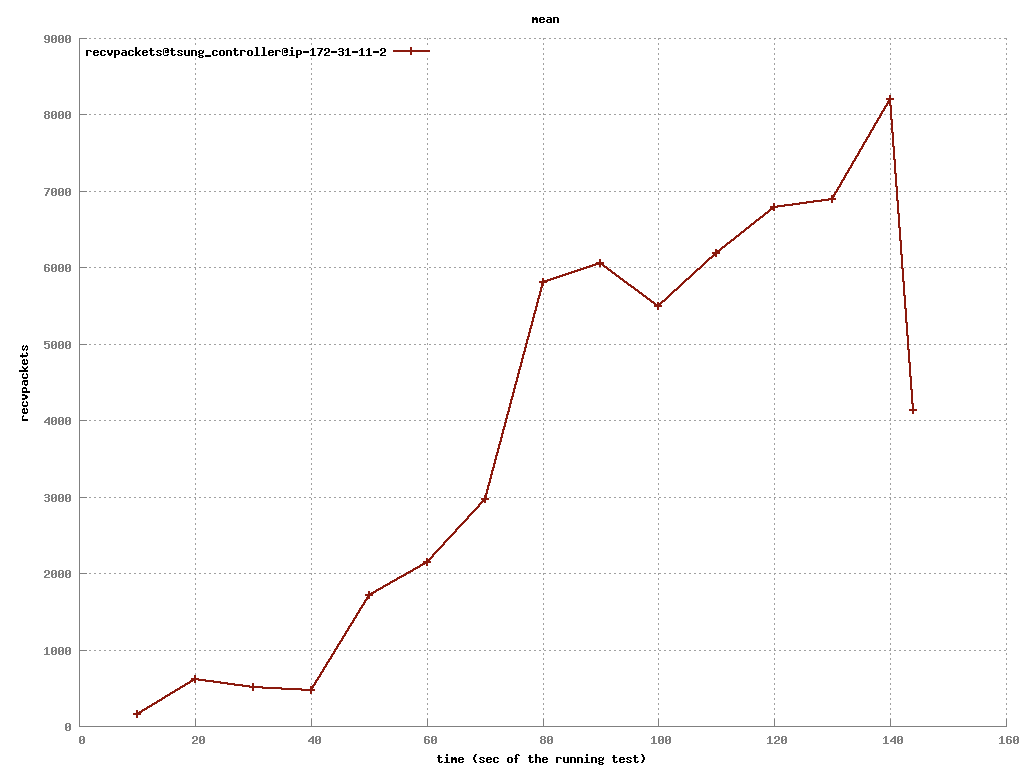 mean
9000
recvpackets@tsung_controller@ip-172-31-11-2
8000
7000
6000
5000
4000
3000
2000
1000
0
recvpackets
0 20 40 60 80 100 120 140 160
time (sec of the running test)